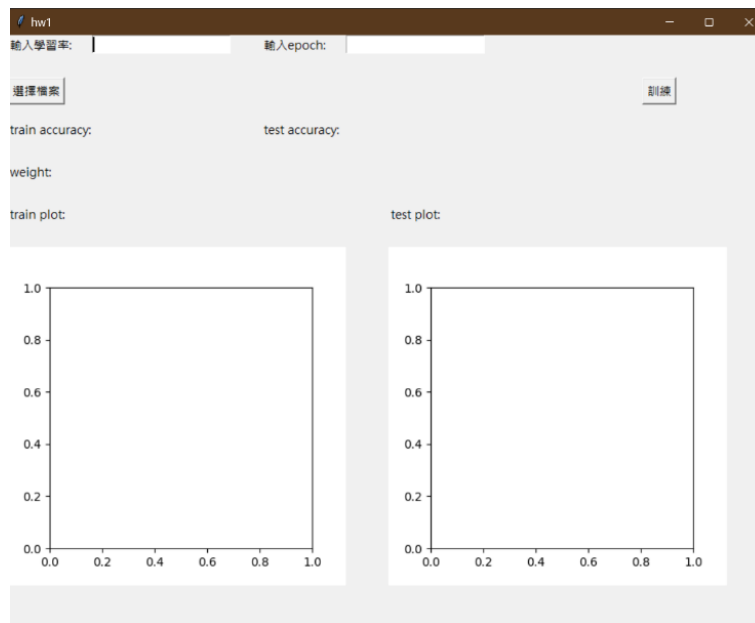 hw1
輸入學習率: 輸入epoch:
選擇檔案 訓練
train accuracy: test accuracy:
weight:
train plot: test plot:
1.0 1.0
0.8 0.8
0.6 0.6
0.4 0.4
0.2 0.2
0.0 0.0
0.0 0.2 0.4 0.6 0.8 1.0 0.0 0.2 0.4 0.6 0.8 1.0